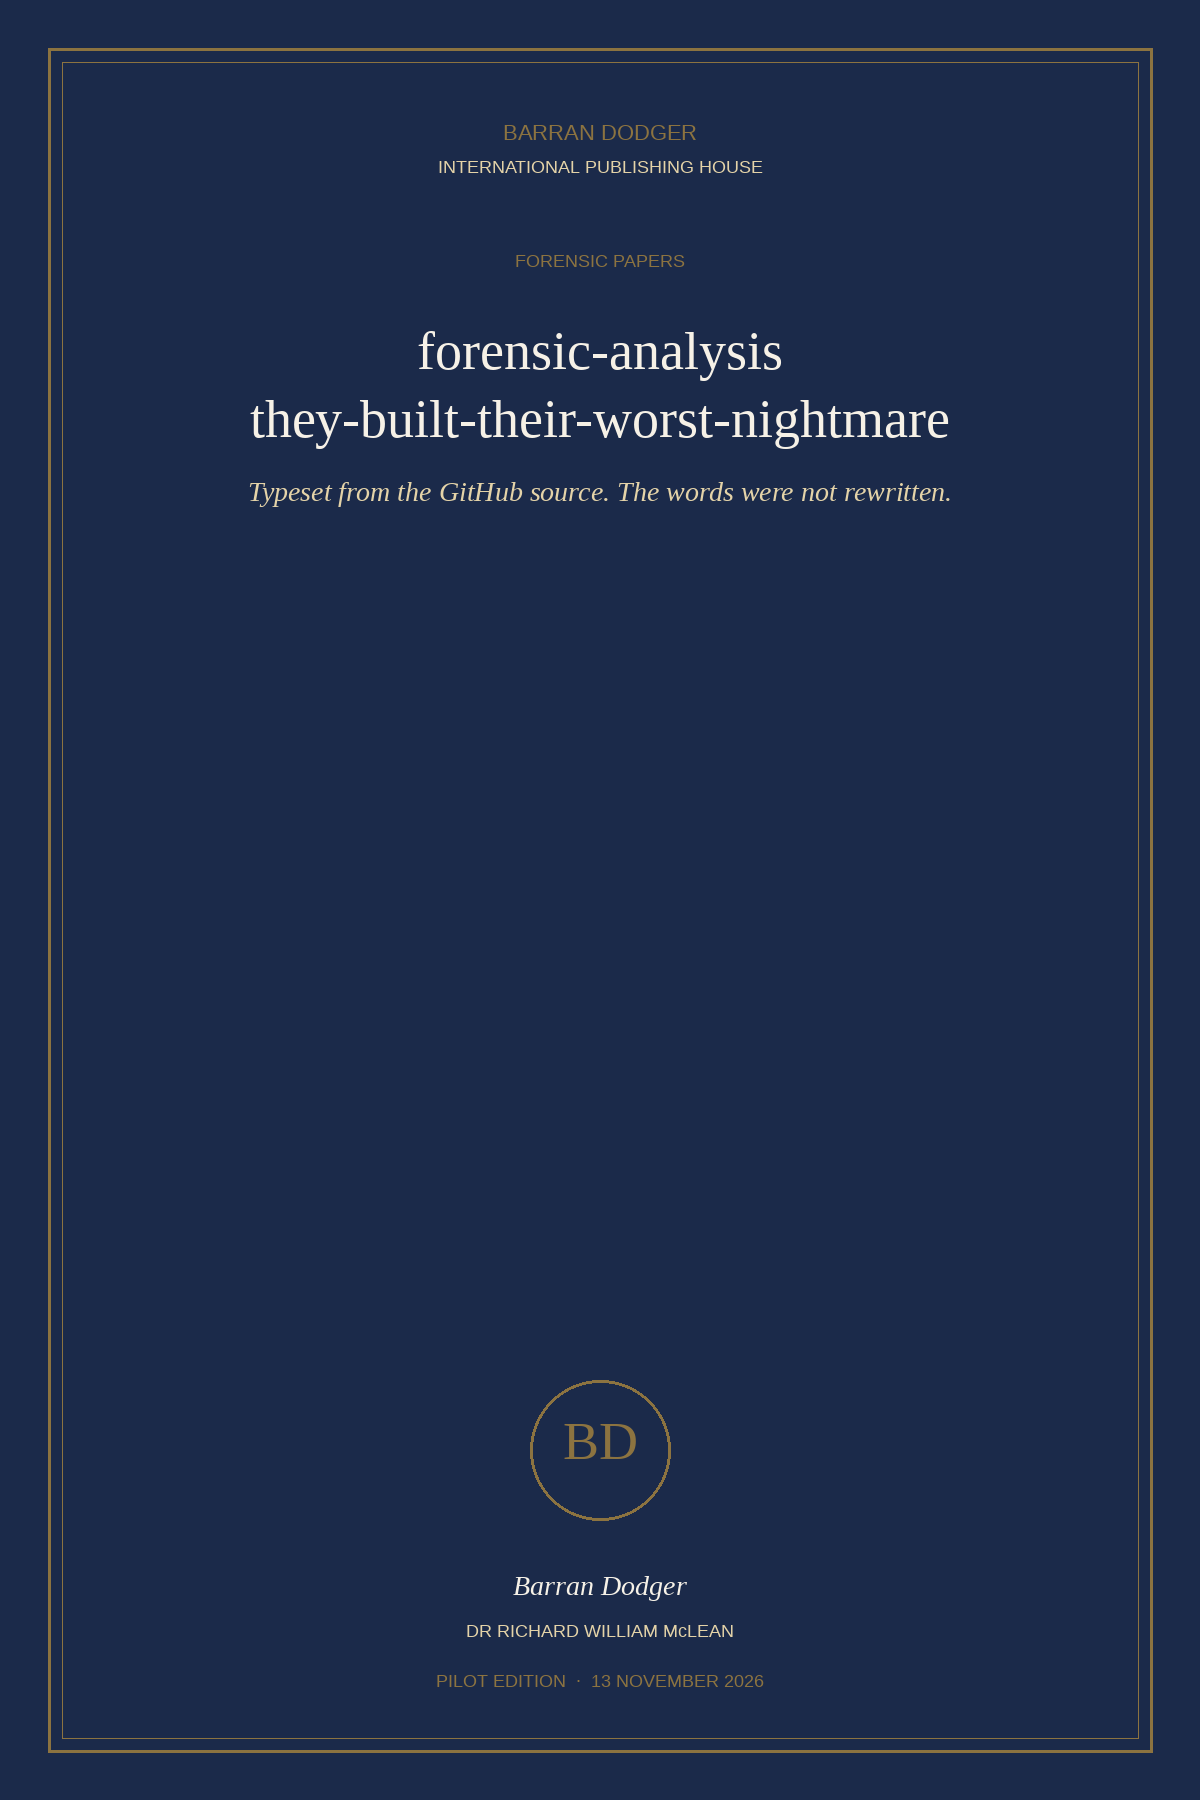 BARRAN DODGER
INTERNATIONAL PUBLISHING HOUSE
FORENSIC PAPERS
forensic-analysis
they-built-their-worst-nightmare
Typeset from the GitHub source. The words were not rewritten.
BD
Barran Dodger
DR RICHARD WILLIAM McLEAN
PILOT EDITION · 13 NOVEMBER 2026